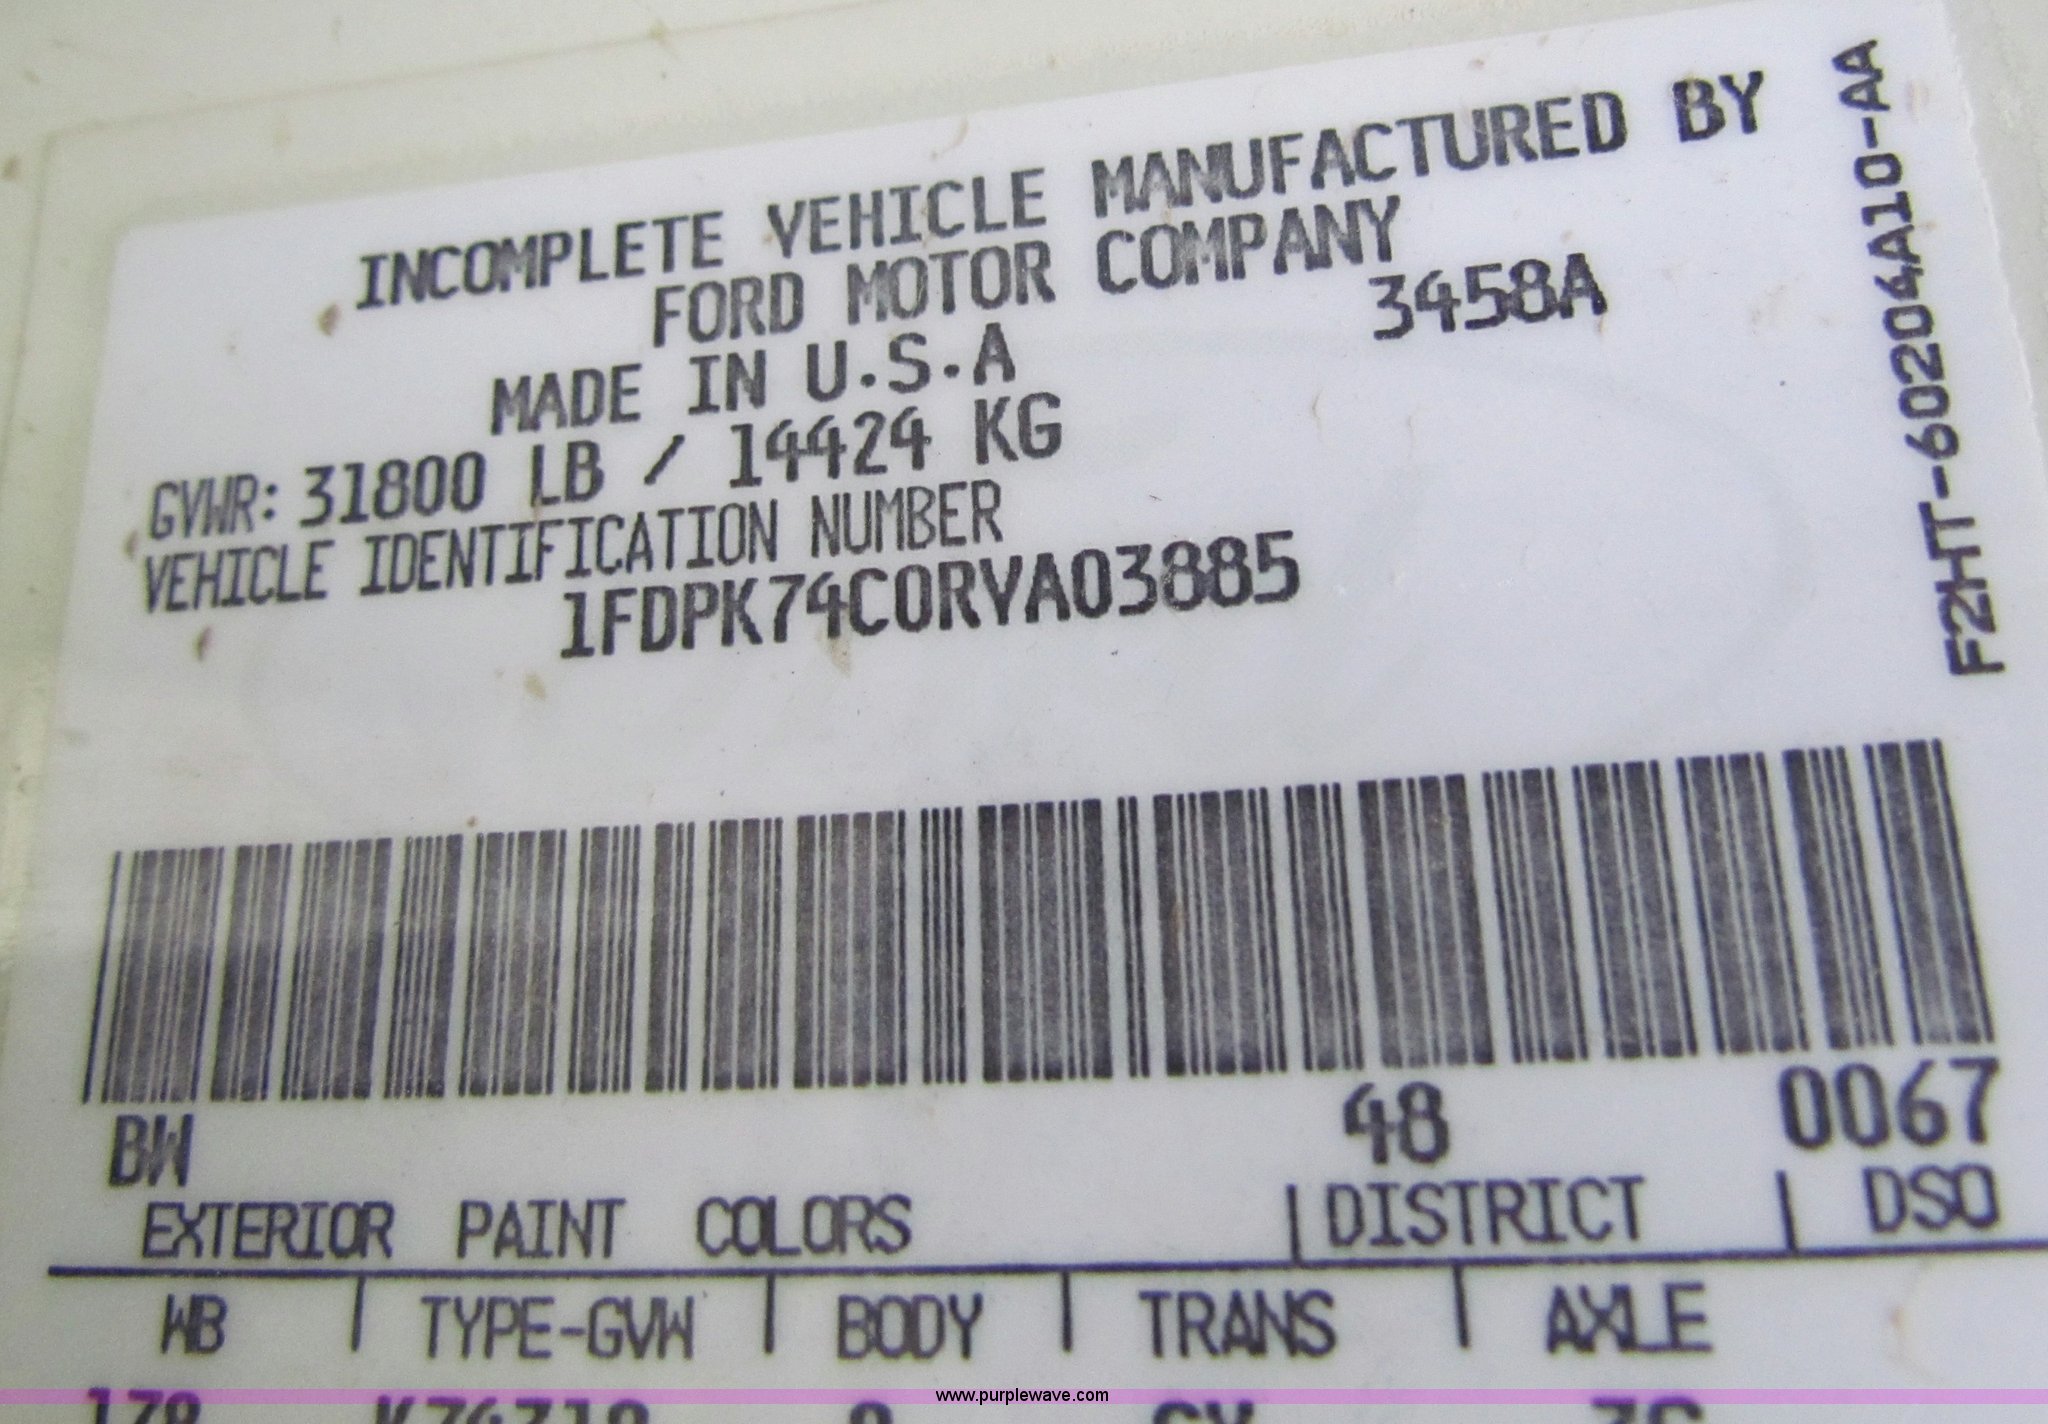 INCOMPLETE VEHICLE MANUFACTURED BY
FORD MOTOR COMPANY
MADE IN U.S.A 3458A
GVWR: 31800 LB / 14424 KG
VEHICLE IDENTIFICATION NUMBER
1FDPK74C0RVA03885
F2HT-60204A10-AA
BW 48 0067
EXTERIOR PAINT COLORS DISTRICT DSO
WB TYPE-GVW BODY TRANS AXLE
www.purplewave.com